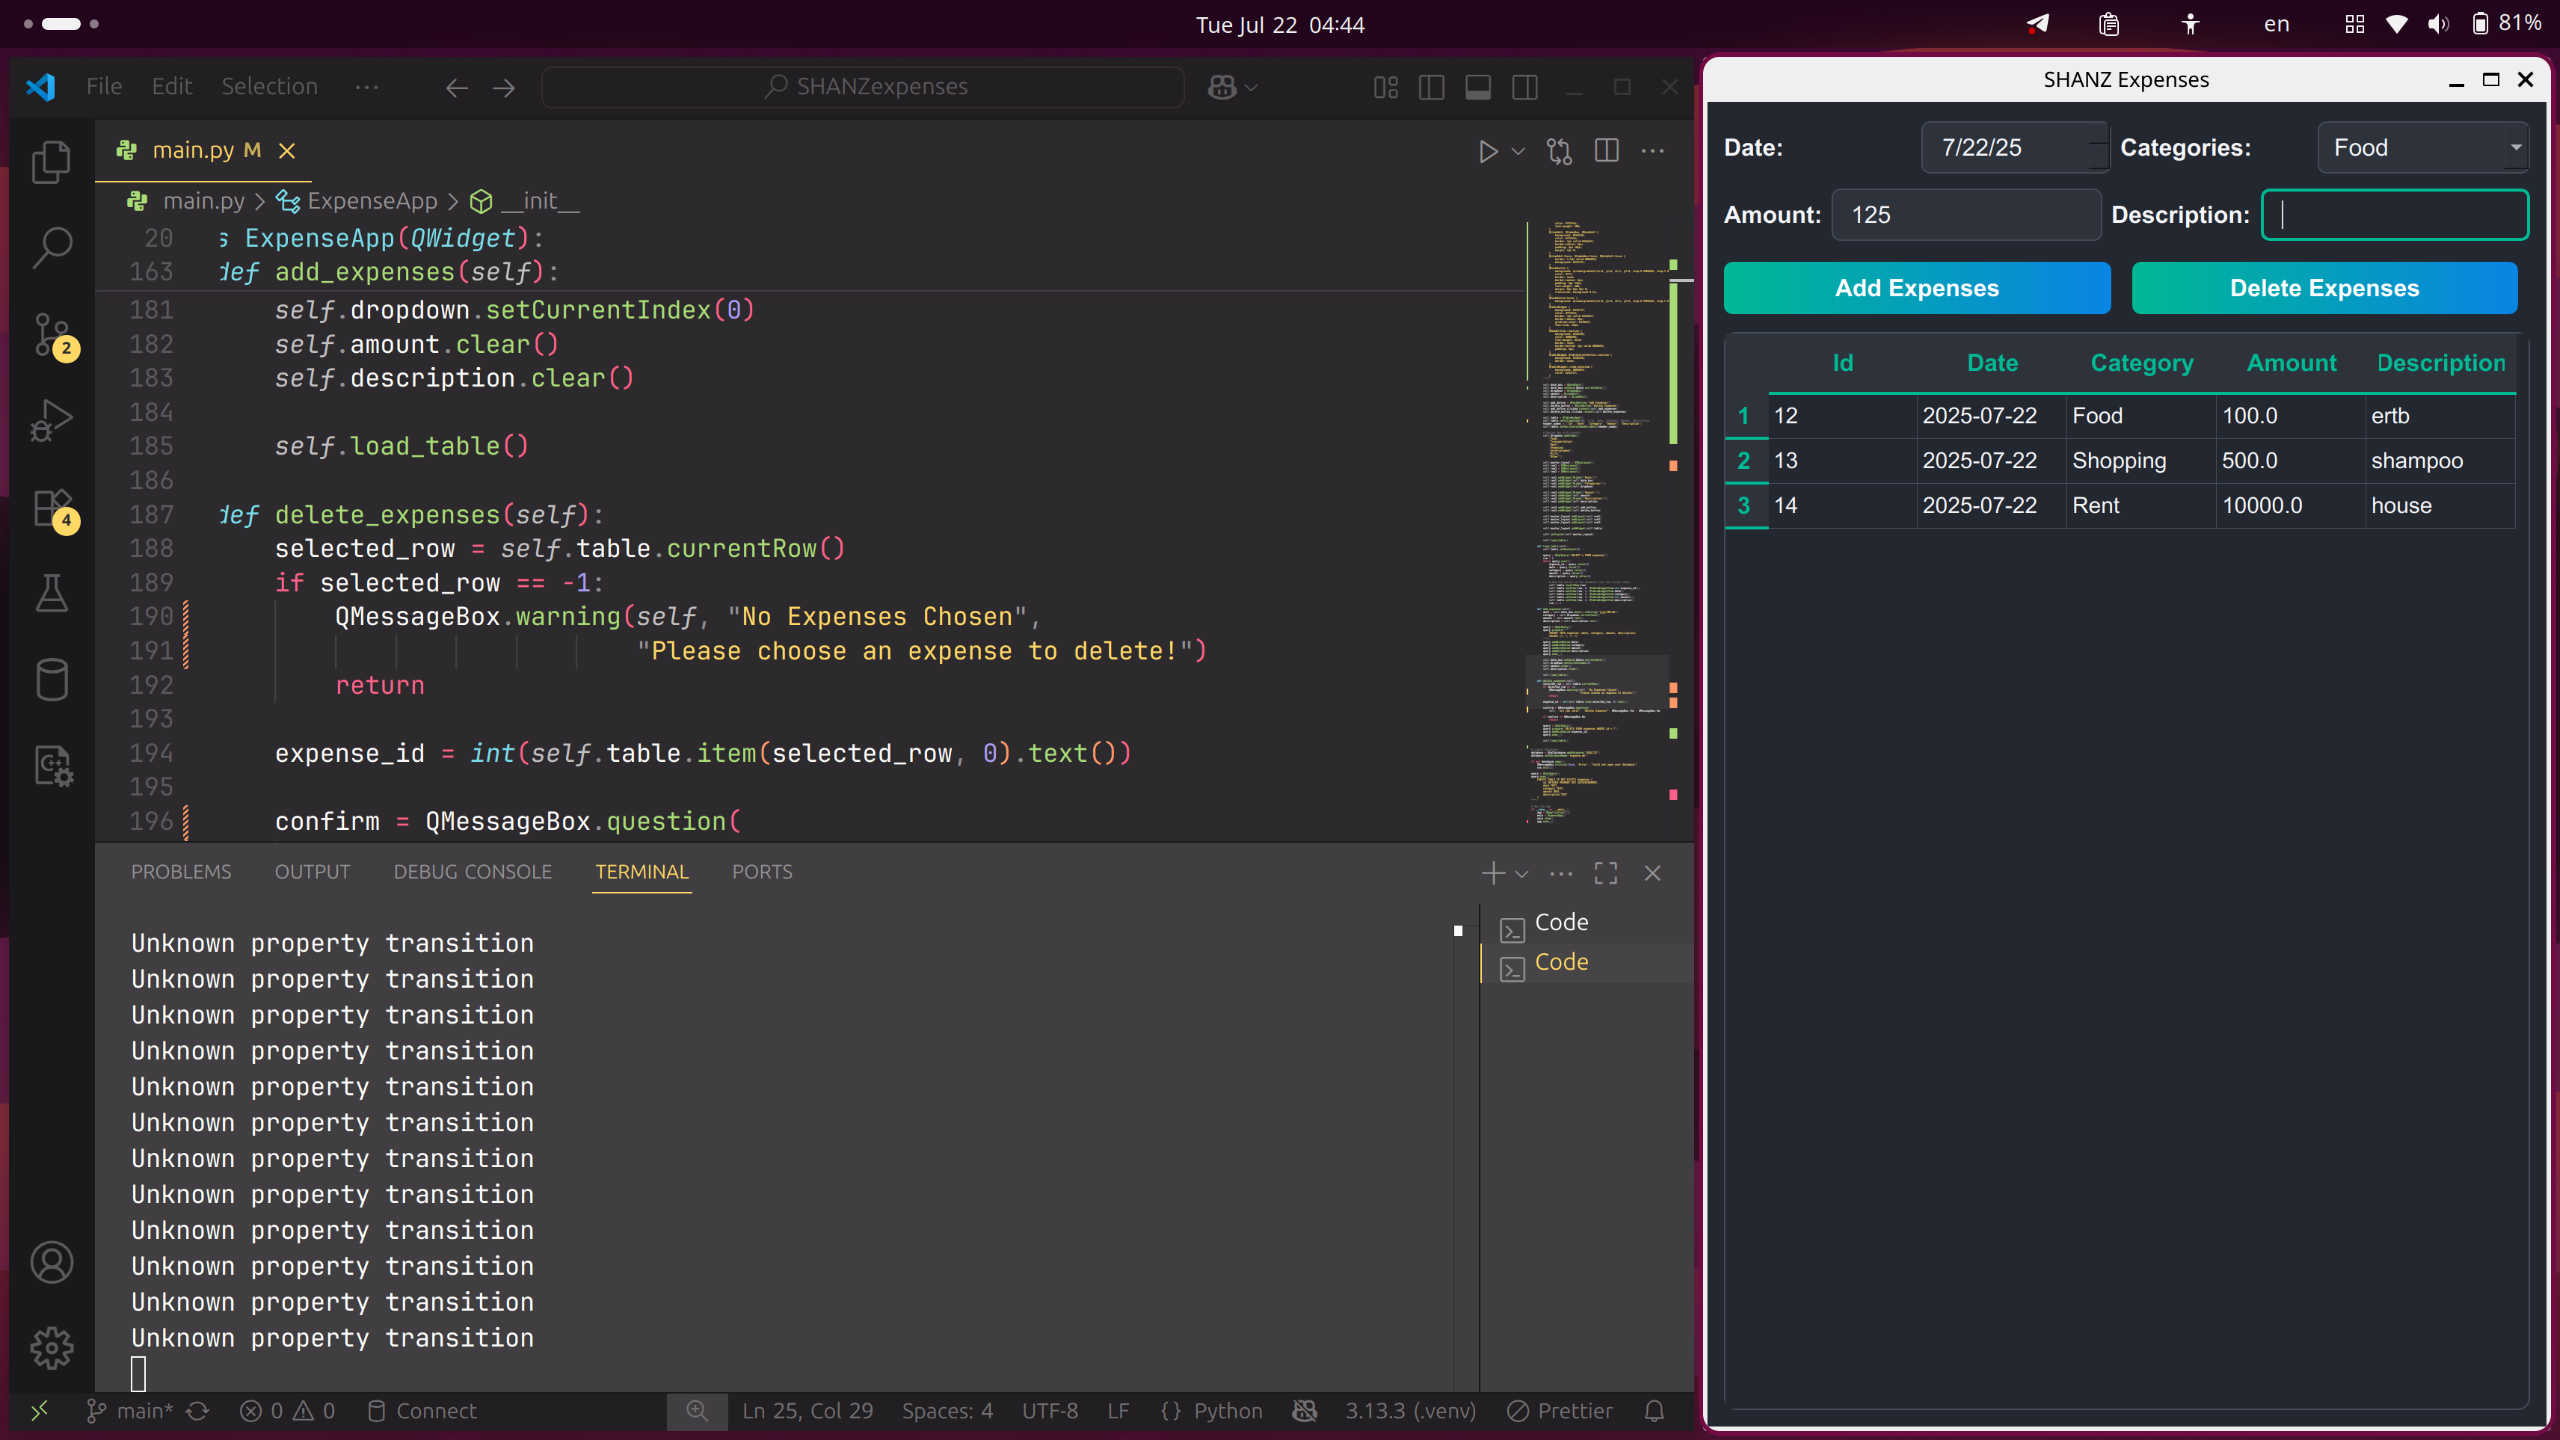 Tue Jul 22 04:44
en
81%
File Edit Selection ···
SHANZexpenses
main.py M
main.py > ExpenseApp > __init__
20 s ExpenseApp(QWidget):
163 def add_expenses(self):
181 self.dropdown.setCurrentIndex(0)
182 self.amount.clear()
183 self.description.clear()
184
185 self.load_table()
186
187 def delete_expenses(self):
188 selected_row = self.table.currentRow()
189 if selected_row == -1:
190 QMessageBox.warning(self, "No Expenses Chosen",
191 "Please choose an expense to delete!")
192 return
193
194 expense_id = int(self.table.item(selected_row, 0).text())
195
196 confirm = QMessageBox.question(
2
4
PROBLEMS OUTPUT DEBUG CONSOLE TERMINAL PORTS
Unknown property transition
Unknown property transition
Unknown property transition
Unknown property transition
Unknown property transition
Unknown property transition
Unknown property transition
Unknown property transition
Unknown property transition
Unknown property transition
Unknown property transition
Unknown property transition
Code
Code
main* 0 0 Connect Ln 25, Col 29 Spaces: 4 UTF-8 LF {} Python 3.13.3 (.venv) Prettier
SHANZ Expenses
Date: 7/22/25 Categories: Food
Amount: 125 Description:
Add Expenses Delete Expenses
Id Date Category Amount Description
1 12 2025-07-22 Food 100.0 ertb
2 13 2025-07-22 Shopping 500.0 shampoo
3 14 2025-07-22 Rent 10000.0 house